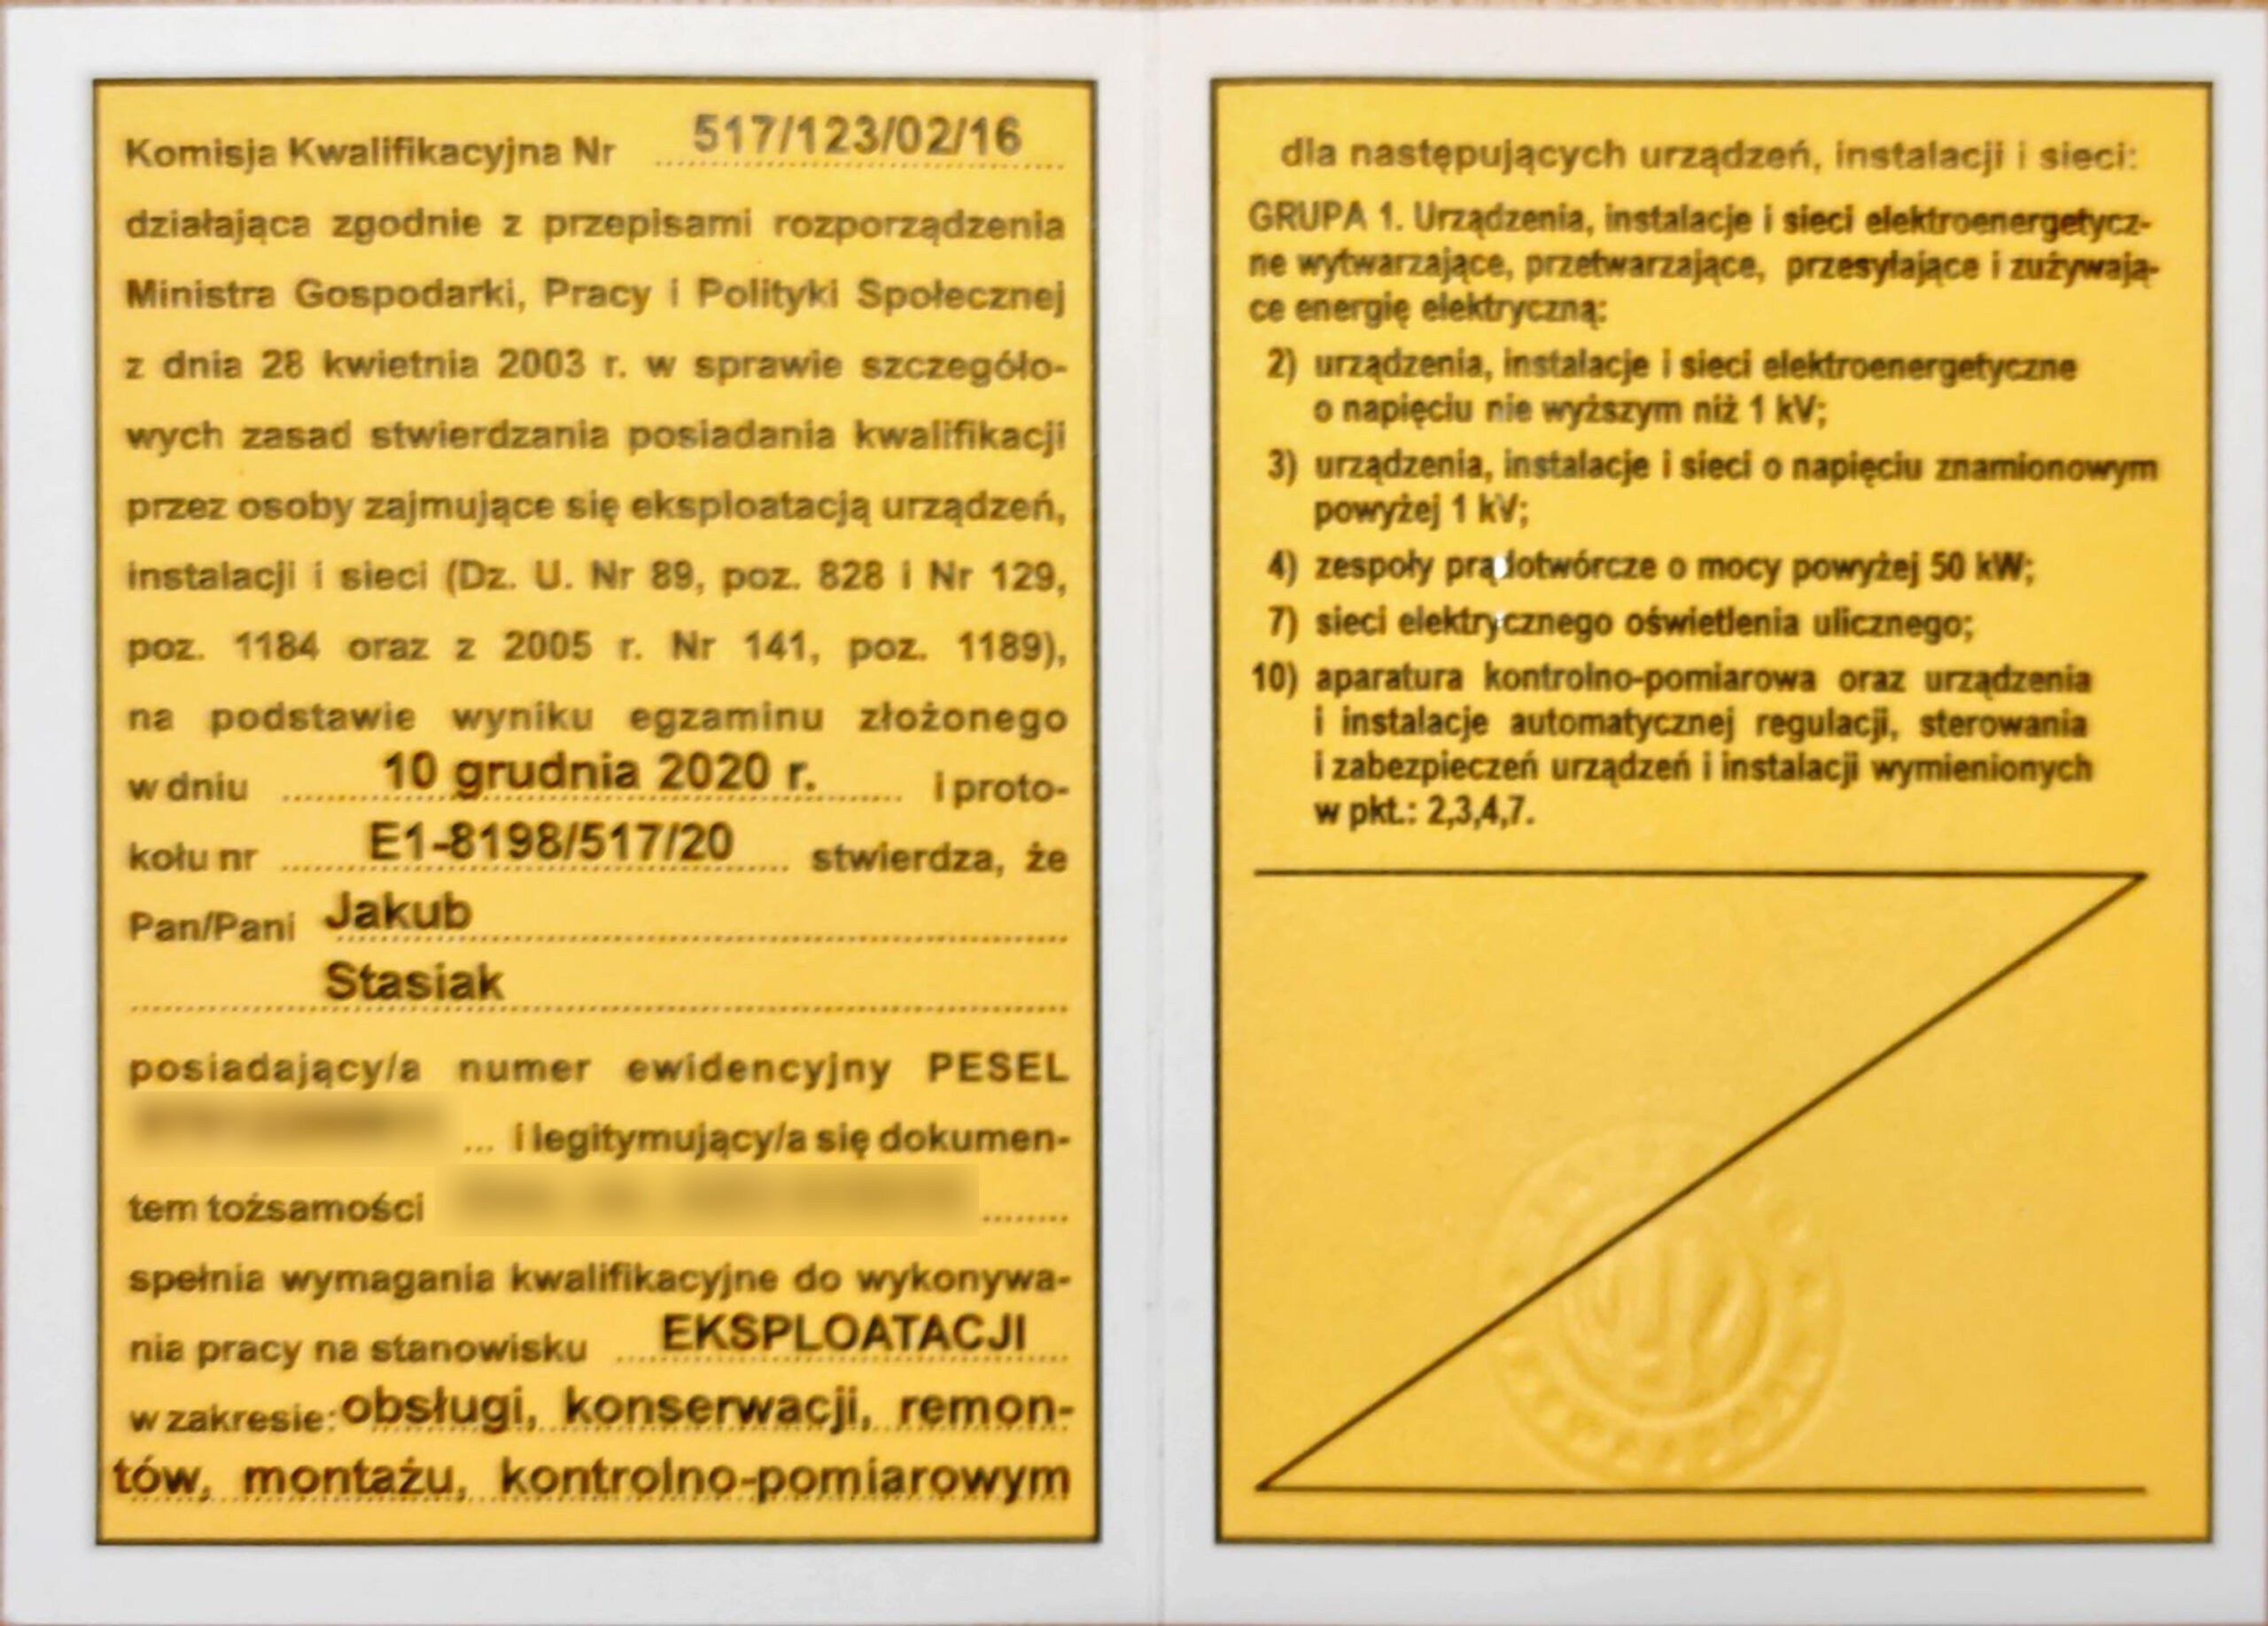 Komisja Kwalifikacyjna Nr 517/123/02/16
działająca zgodnie z przepisami rozporządzenia
Ministra Gospodarki, Pracy i Polityki Społecznej
z dnia 28 kwietnia 2003 r. w sprawie szczegóło-
wych zasad stwierdzania posiadania kwalifikacji
przez osoby zajmujące się eksploatacją urządzeń,
instalacji i sieci (Dz. U. Nr 89, poz. 828 i Nr 129,
poz. 1184 oraz z 2005 r. Nr 141, poz. 1189),
na podstawie wyniku egzaminu złożonego
w dniu 10 grudnia 2020 r. i proto-
kołu nr E1-8198/517/20 stwierdza, że
Pan/Pani Jakub
Stasiak
posiadający/a numer ewidencyjny PESEL
... i legitymujący/a się dokumen-
tem tożsamości ........
spełnia wymagania kwalifikacyjne do wykonywa-
nia pracy na stanowisku EKSPLOATACJI
w zakresie: obsługi, konserwacji, remon-
tów, montażu, kontrolno-pomiarowym
dla następujących urządzeń, instalacji i sieci:
GRUPA 1. Urządzenia, instalacje i sieci elektroenergetycz-
ne wytwarzające, przetwarzające, przesyłające i zużywają-
ce energię elektryczną:
2) urządzenia, instalacje i sieci elektroenergetyczne
o napięciu nie wyższym niż 1 kV;
3) urządzenia, instalacje i sieci o napięciu znamionowym
powyżej 1 kV;
4) zespoły prądotwórcze o mocy powyżej 50 kW;
7) sieci elektrycznego oświetlenia ulicznego;
10) aparatura kontrolno-pomiarowa oraz urządzenia
i instalacje automatycznej regulacji, sterowania
i zabezpieczeń urządzeń i instalacji wymienionych
w pkt.: 2,3,4,7.